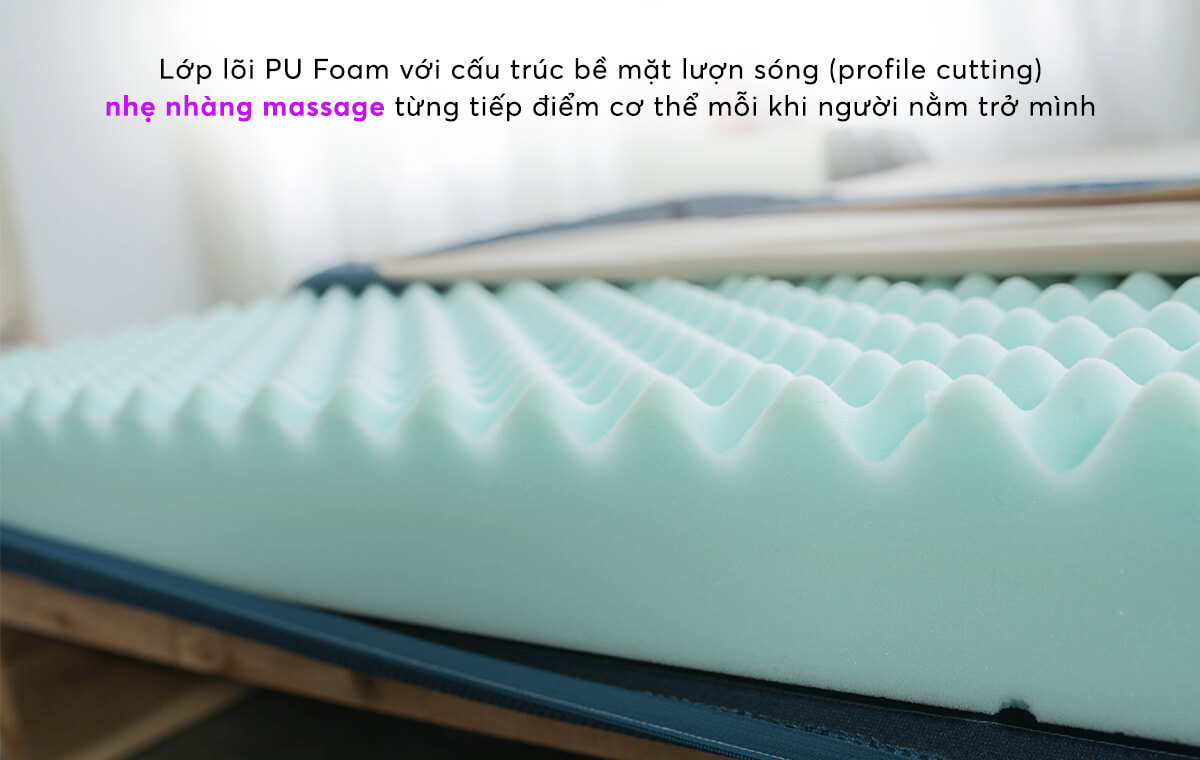 Lớp lõi PU Foam với cấu trúc bề mặt lượn sóng (profile cutting)
nhẹ nhàng massage từng tiếp điểm cơ thể mỗi khi người nằm trở mình